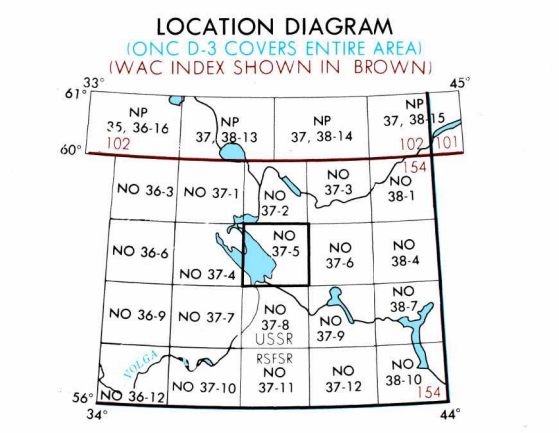 LOCATION DIAGRAM
(ONC D-3 COVERS ENTIRE AREA)
(WAC INDEX SHOWN IN BROWN)
33°
45°
61°
NP
35, 36-16
NP
37, 38-13
NP
37, 38-14
NP
37, 38-15
60°
102
102
101
154
NO 36-3
NO 37-1
NO
37-2
NO
37-3
NO
38-1
NO 36-6
NO 37-4
NO
37-5
NO
37-6
NO
38-4
NO 36-9
NO 37-7
NO
37-8
USSR
NO
37-9
NO
38-7
VOLGA
NO 36-12
NO 37-10
RSFSR
NO
37-11
NO
37-12
NO
38-10
154
56°
34°
44°